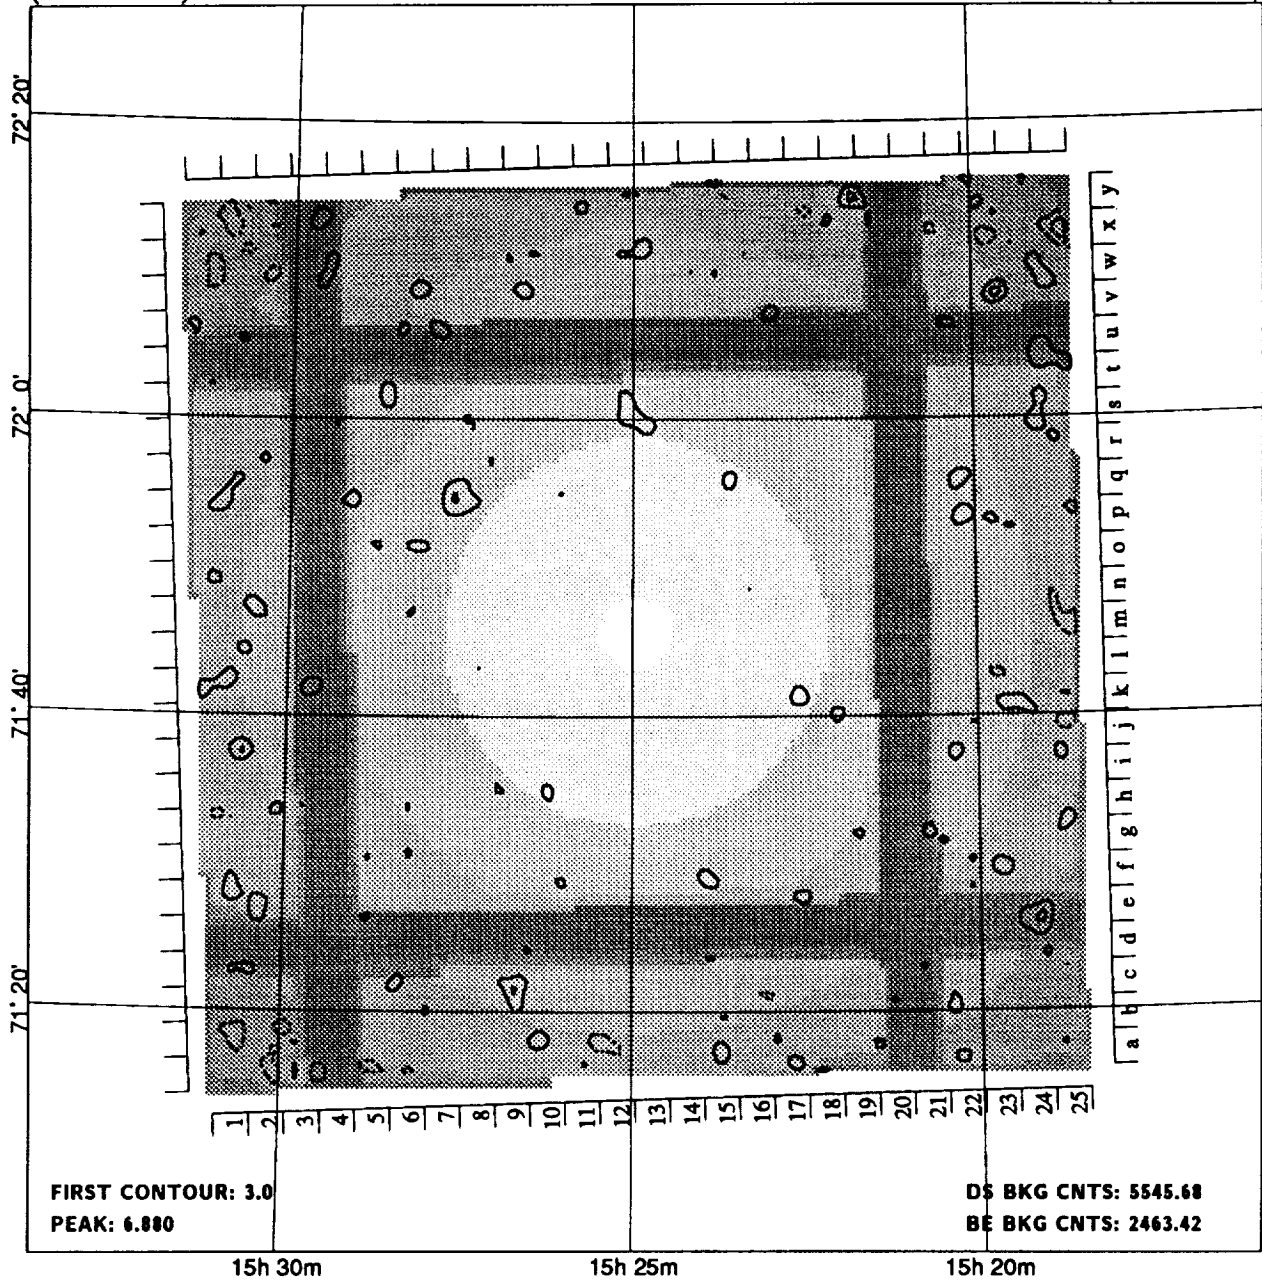 72° 20'
72° 0'
71° 40'
71° 20'
y
x
w
v
u
t
s
r
q
p
o
n
m
l
k
j
i
h
g
f
e
d
c
b
a
1 2 3 4 5 6 7 8 9 10 11 12 13 14 15 16 17 18 19 20 21 22 23 24 25
FIRST CONTOUR: 3.0
PEAK: 6.880
DS BKG CNTS: 5545.68
BE BKG CNTS: 2463.42
15h 30m 15h 25m 15h 20m